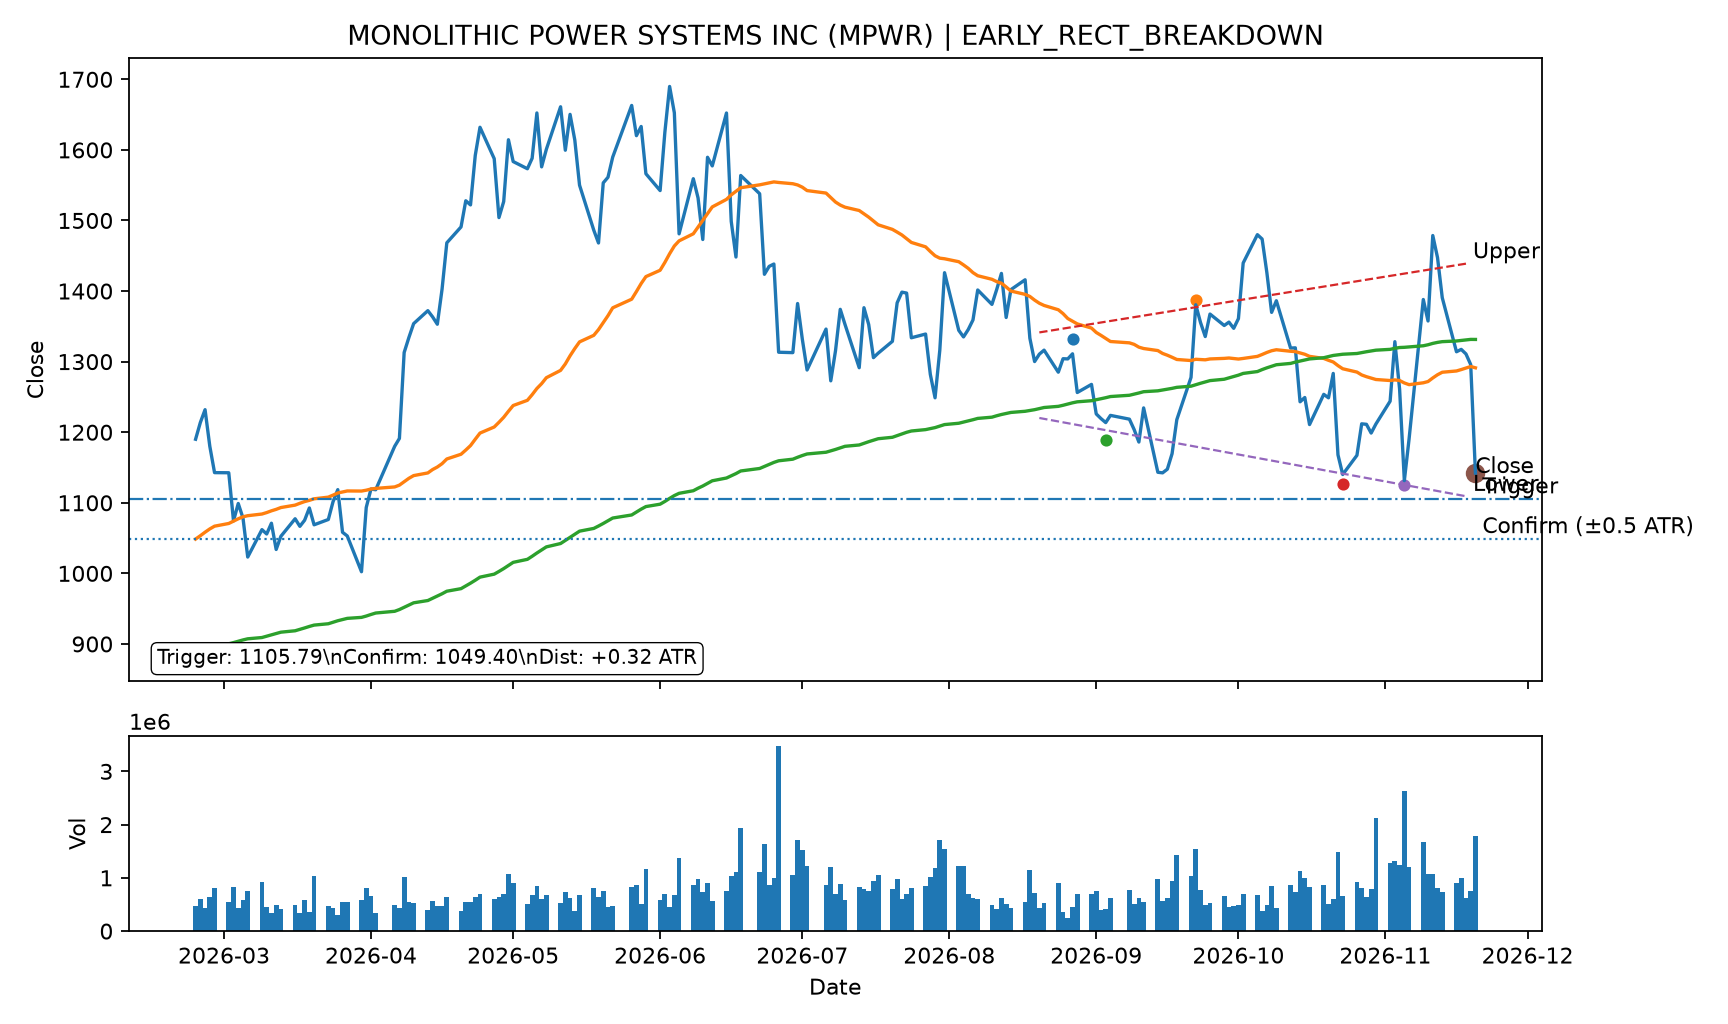 MONOLITHIC POWER SYSTEMS INC (MPWR) | EARLY_RECT_BREAKDOWN
1700
1600
1500
1400
1300
1200
1100
1000
900
Close
Upper
Close
Lower
Trigger
Confirm (±0.5 ATR)
Trigger: 1105.79\nConfirm: 1049.40\nDist: +0.32 ATR
1e6
3
2
1
0
Vol
2026-03
2026-04
2026-05
2026-06
2026-07
2026-08
2026-09
2026-10
2026-11
2026-12
Date